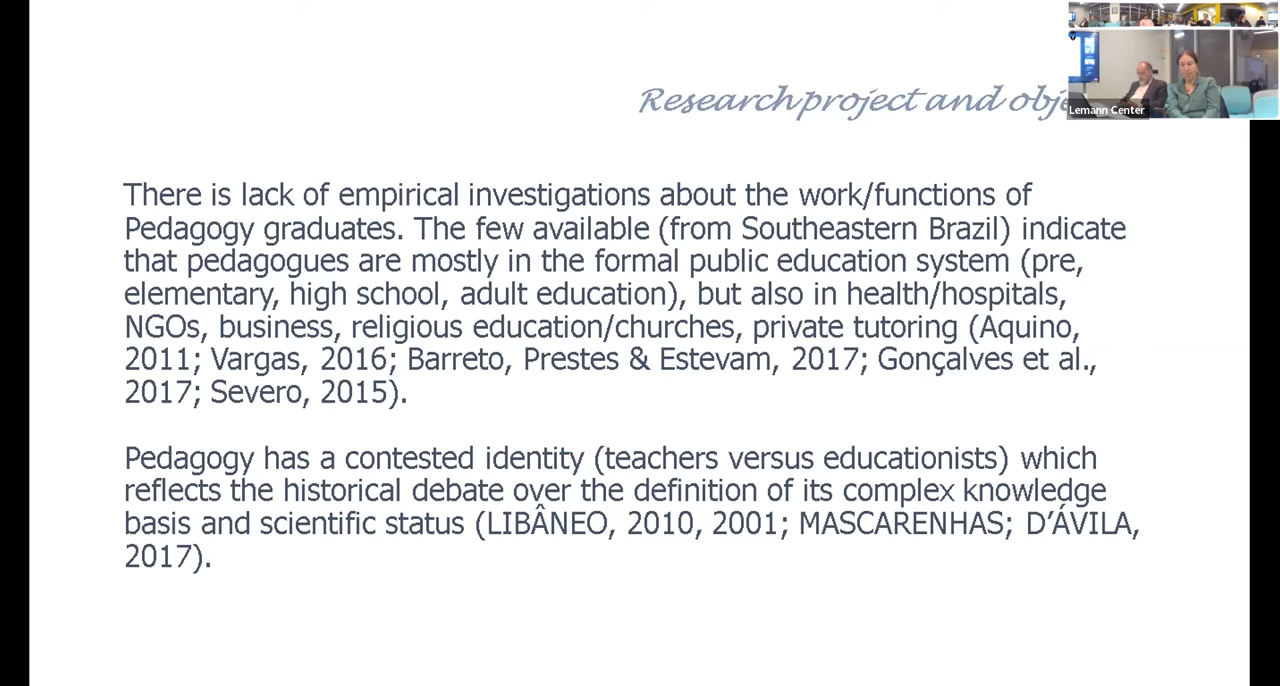 Research project and obje
Lemann Center
There is lack of empirical investigations about the work/functions of
Pedagogy graduates. The few available (from Southeastern Brazil) indicate
that pedagogues are mostly in the formal public education system (pre,
elementary, high school, adult education), but also in health/hospitals,
NGOs, business, religious education/churches, private tutoring (Aquino,
2011; Vargas, 2016; Barreto, Prestes & Estevam, 2017; Gonçalves et al.,
2017; Severo, 2015).
Pedagogy has a contested identity (teachers versus educationists) which
reflects the historical debate over the definition of its complex knowledge
basis and scientific status (LIBÂNEO, 2010, 2001; MASCARENHAS; D’ÁVILA,
2017).